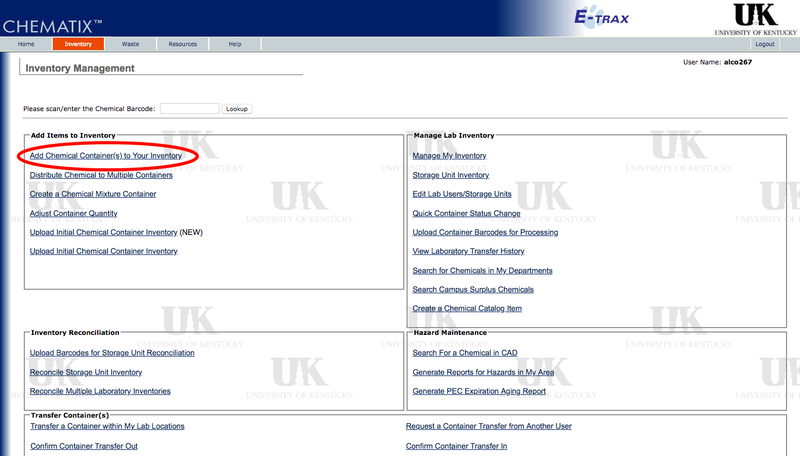 CHEMATIX™
E-TRAX
UK
UNIVERSITY OF KENTUCKY
Home Inventory Waste Resources Help Logout
User Name: alco267
Inventory Management
Please scan/enter the Chemical Barcode: Lookup
Add Items to Inventory
Add Chemical Container(s) to Your Inventory
Distribute Chemical to Multiple Containers
Create a Chemical Mixture Container
Adjust Container Quantity
Upload Initial Chemical Container Inventory (NEW)
Upload Initial Chemical Container Inventory
Manage Lab Inventory
Manage My Inventory
Storage Unit Inventory
Edit Lab Users/Storage Units
Quick Container Status Change
Upload Container Barcodes for Processing
View Laboratory Transfer History
Search for Chemicals in My Departments
Search Campus Surplus Chemicals
Create a Chemical Catalog Item
Inventory Reconciliation
Upload Barcodes for Storage Unit Reconciliation
Reconcile Storage Unit Inventory
Reconcile Multiple Laboratory Inventories
Hazard Maintenance
Search For a Chemical in CAD
Generate Reports for Hazards in My Area
Generate PEC Expiration Aging Report
Transfer Container(s)
Transfer a Container within My Lab Locations
Request a Container Transfer from Another User
Confirm Container Transfer Out
Confirm Container Transfer In